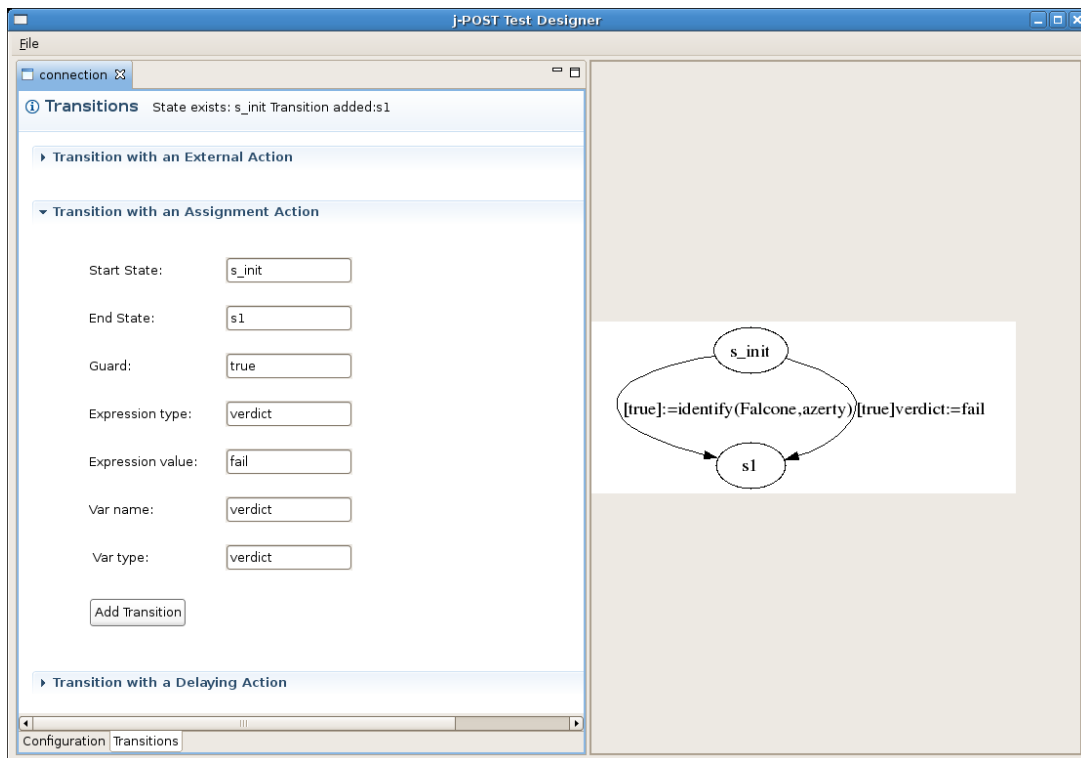 j-POST Test Designer
File
connection
Transitions State exists: s_init Transition added:s1
Transition with an External Action
Transition with an Assignment Action
Start State: s_init
End State: s1
Guard: true
Expression type: verdict
Expression value: fail
Var name: verdict
Var type: verdict
Add Transition
Transition with a Delaying Action
Configuration Transitions
s_init
[true]:=identify(Falcone,azerty) [true]verdict:=fail
s1